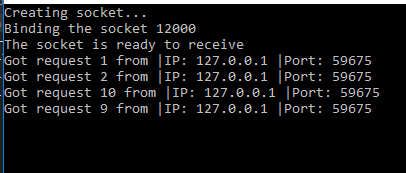 Creating socket...
Binding the socket 12000
The socket is ready to receive
Got request 1 from |IP: 127.0.0.1 |Port: 59675
Got request 2 from |IP: 127.0.0.1 |Port: 59675
Got request 10 from |IP: 127.0.0.1 |Port: 59675
Got request 9 from |IP: 127.0.0.1 |Port: 59675